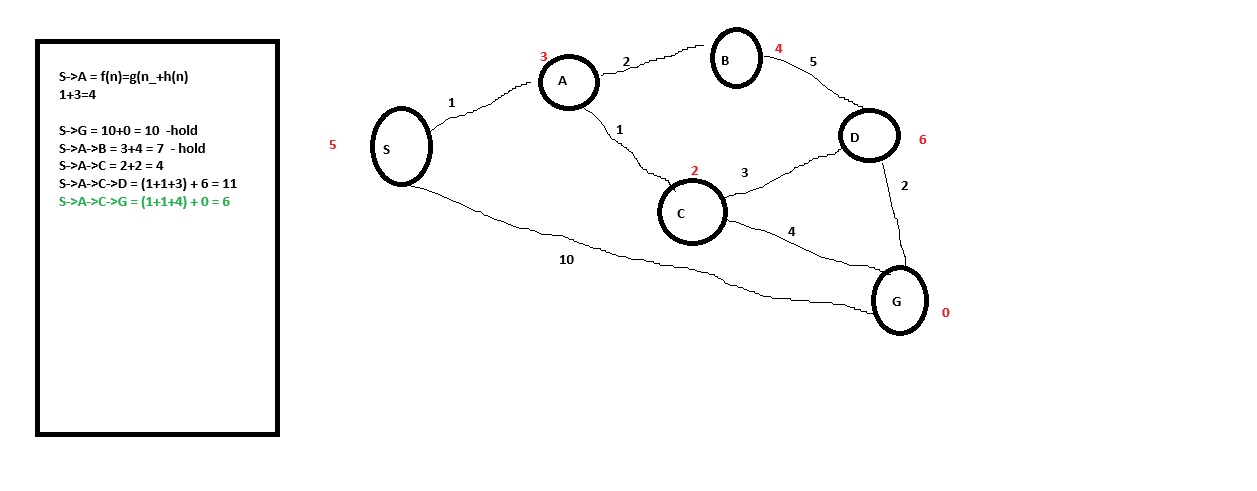 S->A = f(n)=g(n_+h(n)
1+3=4
S->G = 10+0 = 10 -hold
S->A->B = 3+4 = 7 - hold
S->A->C = 2+2 = 4
S->A->C->D = (1+1+3) + 6 = 11
S->A->C->G = (1+1+4) + 0 = 6
3
A
2
B
4
5
1
S
5
1
D
6
2
C
3
2
4
10
G
0